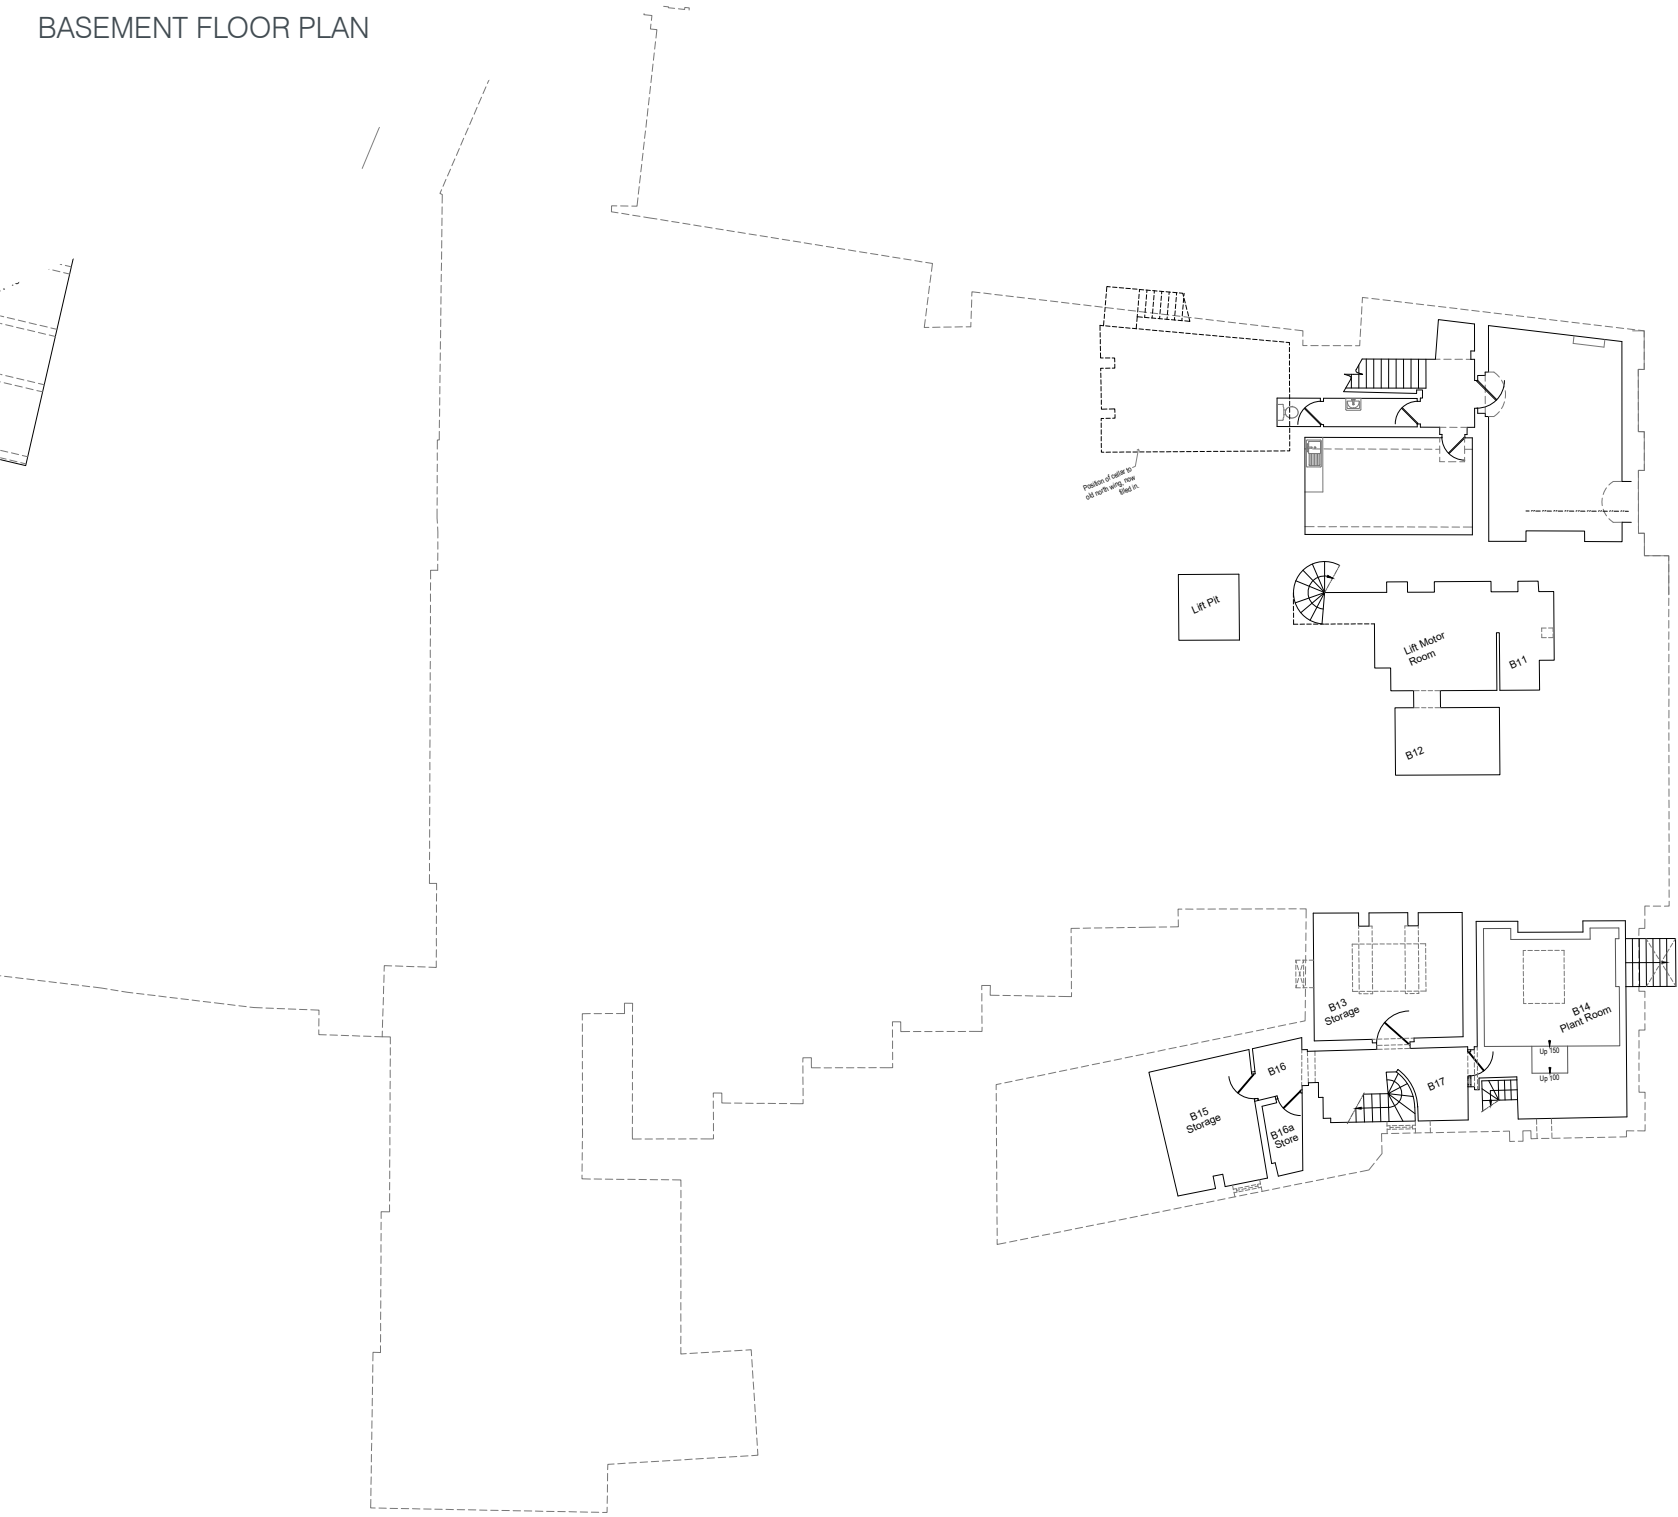 BASEMENT FLOOR PLAN
Position of cellar to
old north wing, now
filled in.
Lift Pit
Lift Motor
Room
B11
B12
B13
Storage
B14
Plant Room
Up 150
Up 100
B16
B17
B15
Storage
B16a
Store